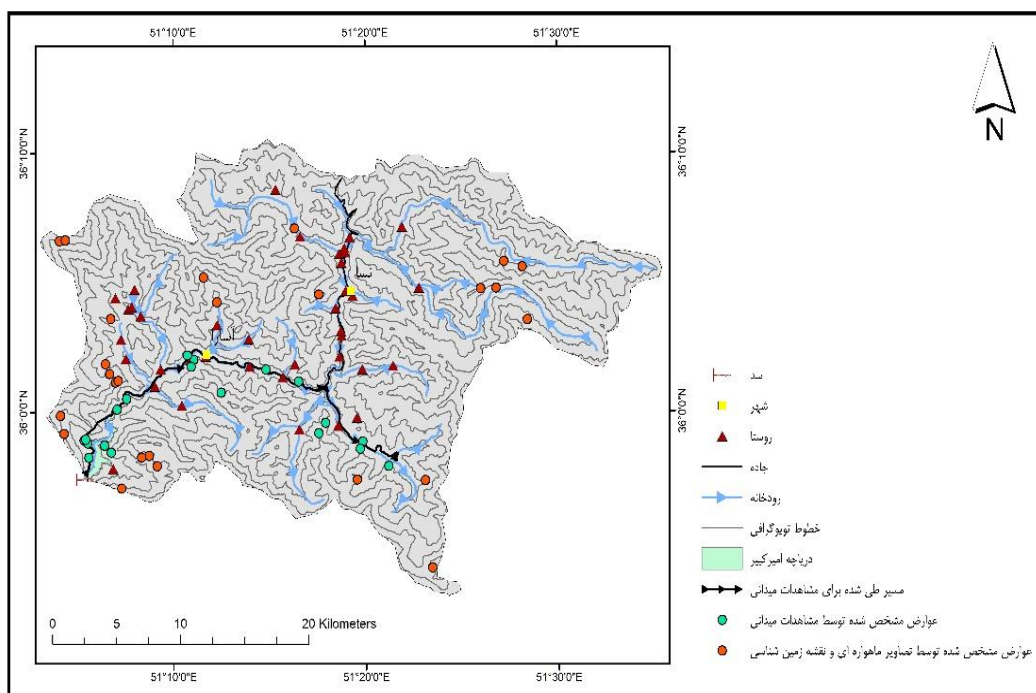 51°10'0"E 51°20'0"E 51°30'0"E
36°10'0"N 36°10'0"N
36°0'0"N 36°0'0"N
N
سد
شهر
روستا
جاده
رودخانه
خطوط توپوگرافی
دریاچه امیرکبیر
مسیر طی شده برای مشاهدات میدانی
عوارض مشخص شده توسط مشاهدات میدانی
عوارض مشخص شده توسط تصاویر ماهواره ای و نقشه زمین شناسی
0 5 10 20 Kilometers
51°10'0"E 51°20'0"E 51°30'0"E